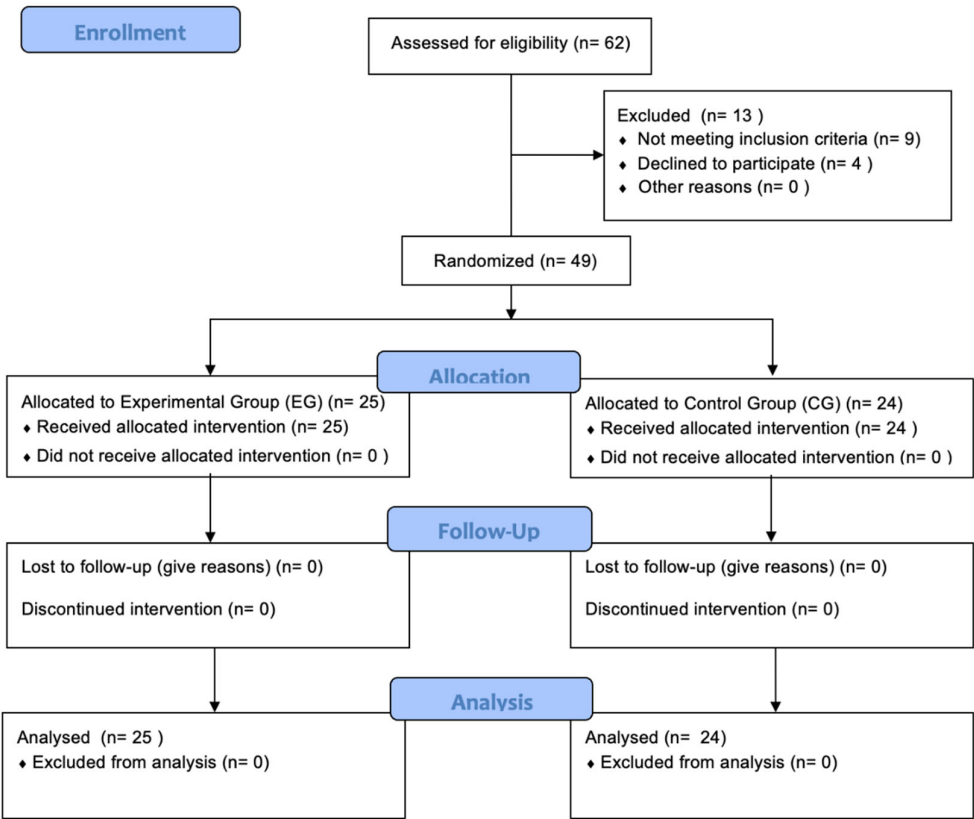 Enrollment
Assessed for eligibility (n= 62)
Excluded  (n= 13 )
♦ Not meeting inclusion criteria (n= 9)
♦ Declined to participate (n= 4 )
♦ Other reasons (n= 0 )
Randomized (n= 49)
Allocation
Allocated to Experimental Group (EG) (n= 25)
♦ Received allocated intervention (n= 25)
♦ Did not receive allocated intervention (n= 0 )
Allocated to Control Group (CG) (n= 24)
♦ Received allocated intervention (n= 24 )
♦ Did not receive allocated intervention (n= 0 )
Follow-Up
Lost to follow-up (give reasons) (n= 0)
Discontinued intervention (n= 0)
Lost to follow-up (give reasons) (n= 0)
Discontinued intervention (n= 0)
Analysis
Analysed  (n= 25 )
♦ Excluded from analysis (n= 0)
Analysed (n=  24)
♦ Excluded from analysis (n= 0)